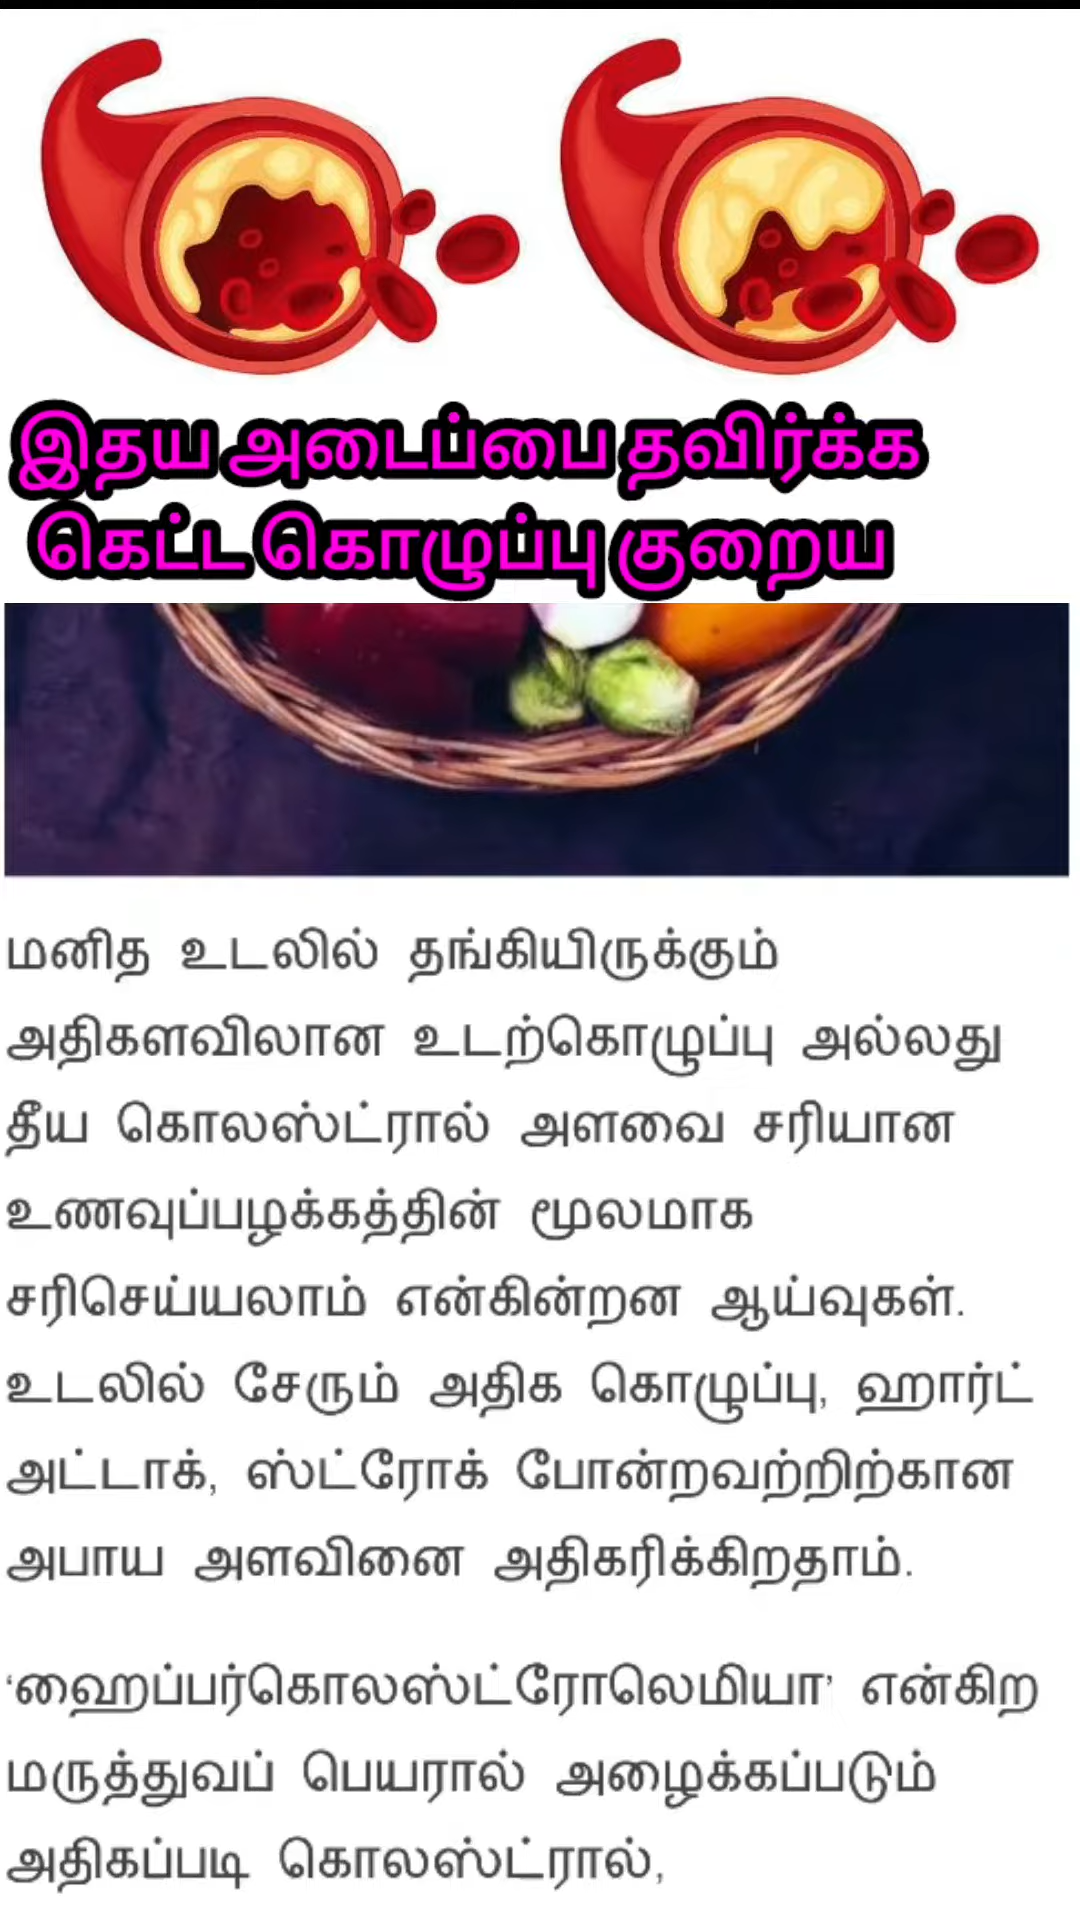 இதய அடைப்பை தவிர்க்க
கெட்ட கொழுப்பு குறைய
மனித உடலில் தங்கியிருக்கும்
அதிகளவிலான உடற்கொழுப்பு அல்லது
தீய கொலஸ்ட்ரால் அளவை சரியான
உணவுப்பழக்கத்தின் மூலமாக
சரிசெய்யலாம் என்கின்றன ஆய்வுகள்.
உடலில் சேரும் அதிக கொழுப்பு, ஹார்ட்
அட்டாக், ஸ்ட்ரோக் போன்றவற்றிற்கான
அபாய அளவினை அதிகரிக்கிறதாம்.
‘ஹைப்பர்கொலஸ்ட்ரோலெமியா’ என்கிற
மருத்துவப் பெயரால் அழைக்கப்படும்
அதிகப்படி கொலஸ்ட்ரால்,